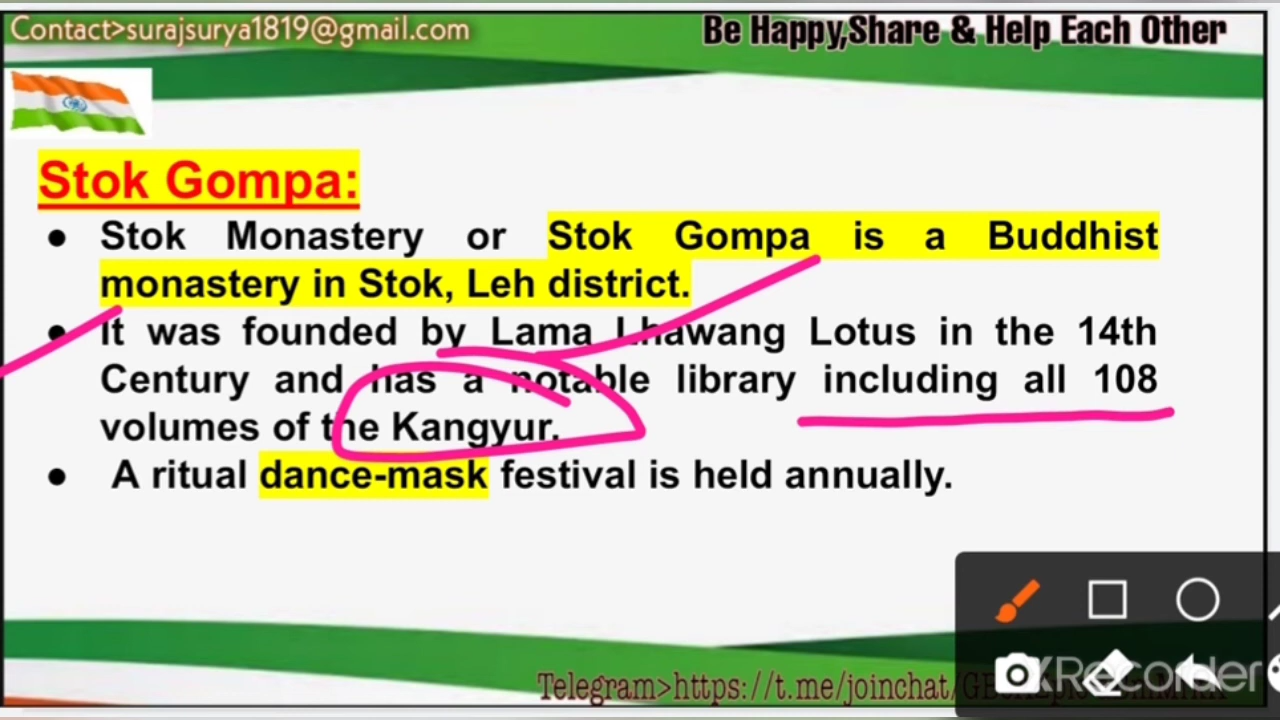 Contact>surajsurya1819@gmail.com
Be Happy,Share & Help Each Other
Stok Gompa:
● Stok Monastery or Stok Gompa is a Buddhist
monastery in Stok, Leh district.
● It was founded by Lama Lhawang Lotus in the 14th
Century and has a notable library including all 108
volumes of the Kangyur.
● A ritual dance-mask festival is held annually.
XRecorder
Telegram>https://t.me/joinchat/